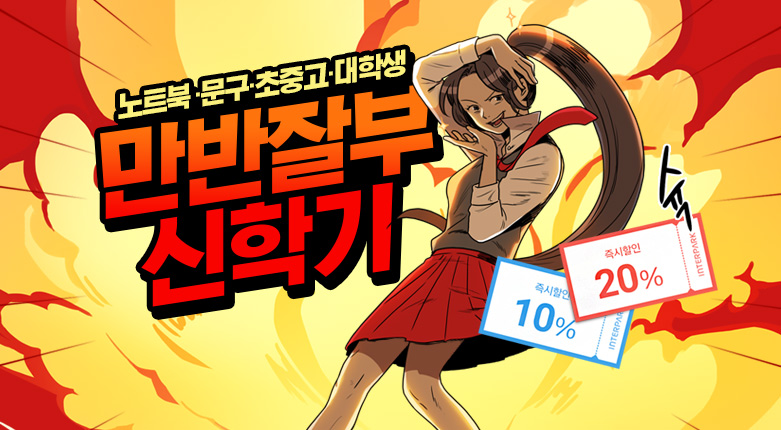 노트북·문구·초중고·대학생
만반잘부
신학기
슥
즉시할인
20%
INTERPARK
즉시할인
10%
INTERPARK